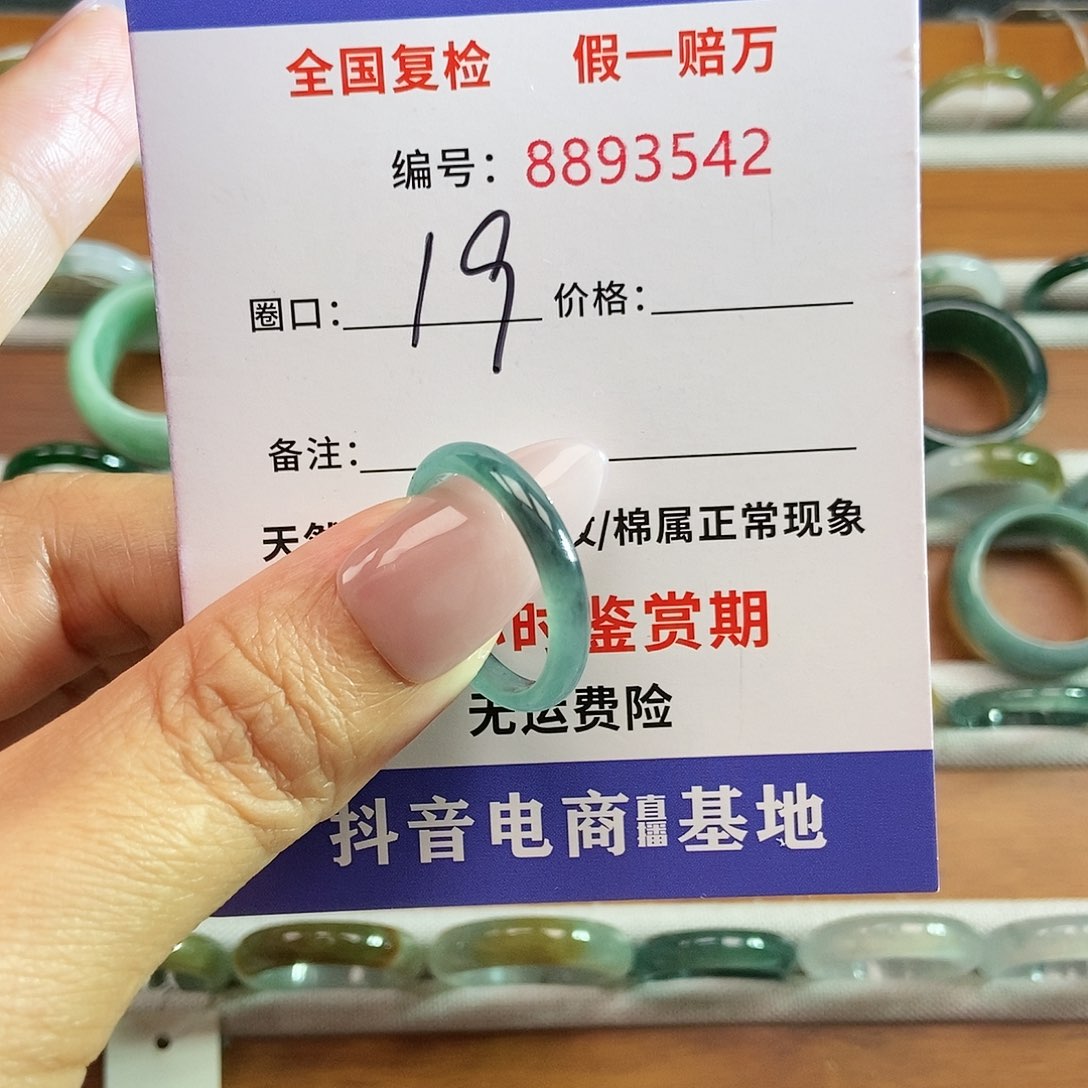 全国复检 假一赔万
编号：8893542
圈口：19 价格：
备注：
天 /棉属正常现象
时鉴赏期
无运费险
抖音电商直播基地